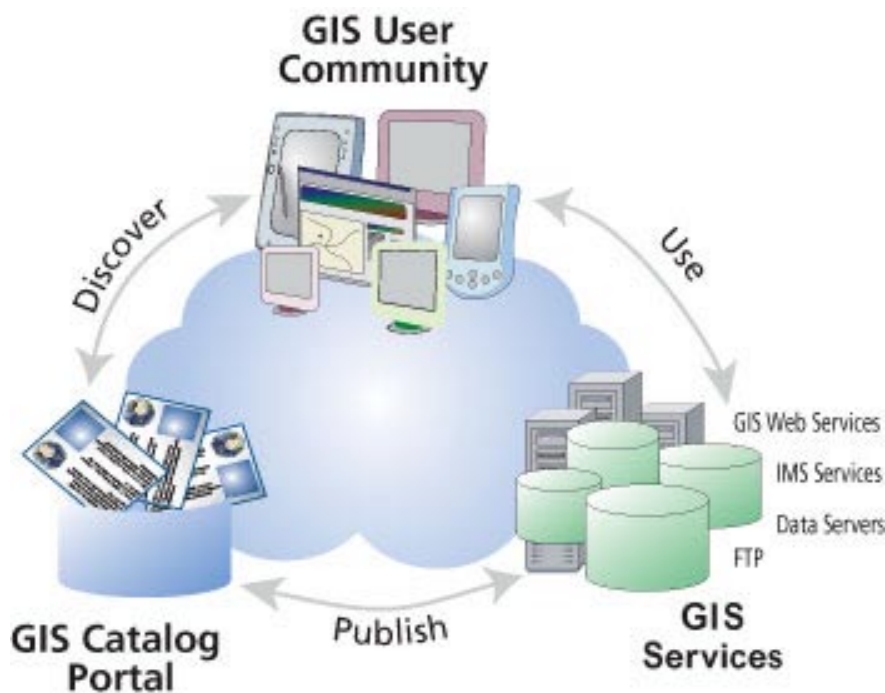 GIS User
Community
Discover
Use
GIS Web Services
IMS Services
Data Servers
FTP
Publish
GIS Catalog
Portal
GIS
Services